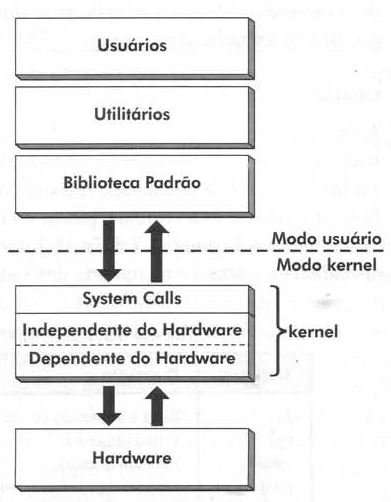 Usuários
Utilitários
Biblioteca Padrão
Modo usuário
Modo kernel
System Calls
Independente do Hardware
Dependente do Hardware
kernel
Hardware